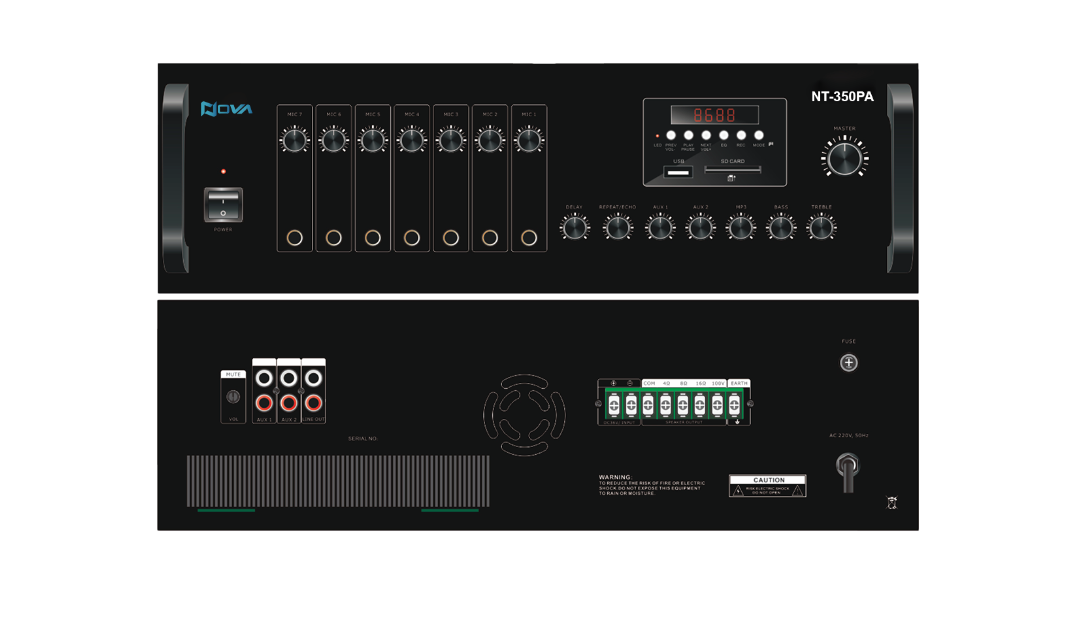 NOVA
NT-350PA
MIC 7 MIC 6 MIC 5 MIC 4 MIC 3 MIC 2 MIC 1
MASTER
8688
LED PREV PLAY NEXT EQ REC MODE
VOL- PAUSE VOL+
USB SD CARD
POWER
I
O
DELAY REPEAT/ECHO AUX 1 AUX 2 MP3 BASS TREBLE
FUSE
MUTE
VOL
AUX 1 AUX 2 LINE OUT
COM 4Ω 8Ω 16Ω 100V EARTH
INPUT SPEAKER OUTPUT
SERIAL NO
AC 220V, 50Hz
WARNING:
TO REDUCE THE RISK OF FIRE OR ELECTRIC
SHOCK.DO NOT EXPOSE THIS EQUIPMENT
TO RAIN OR MOISTURE.
CAUTION
RISK ELECTRIC SHOCK
DO NOT OPEN